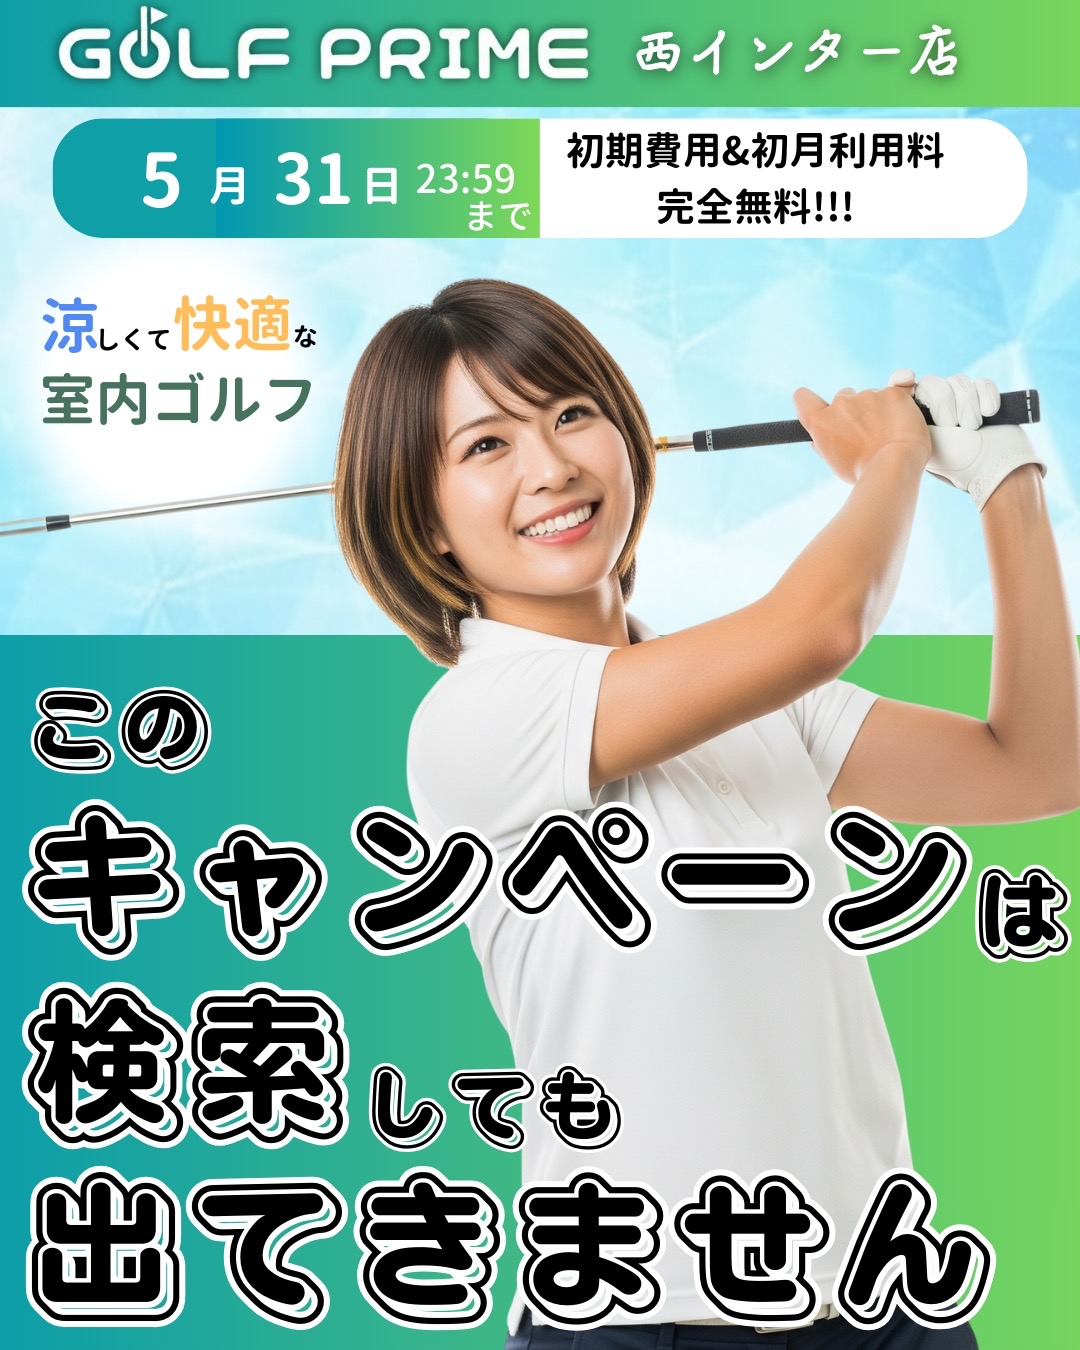 GOLF PRIME 西インター店
5月31日 23:59
まで
初期費用&初月利用料
完全無料!!!
涼しくて快適な
室内ゴルフ
この
キャンペーンは
検索しても
出てきません